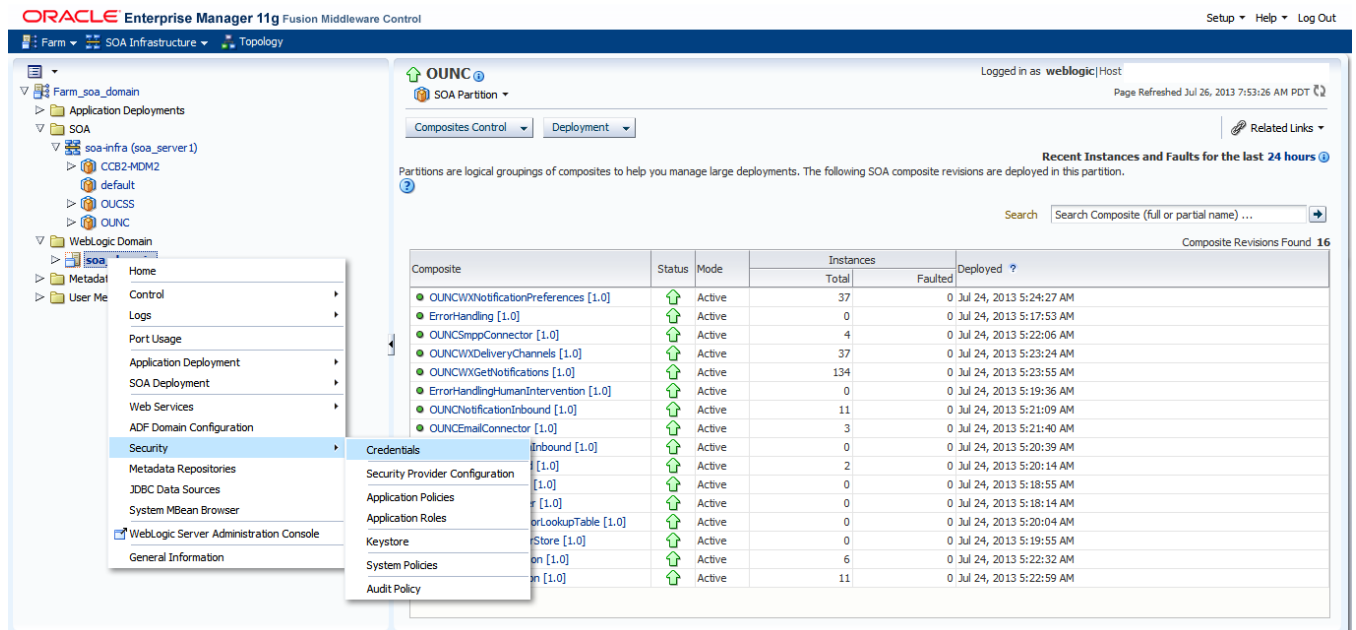 ORACLE Enterprise Manager 11g Fusion Middleware Control
Setup Help Log Out
Farm SOA Infrastructure Topology
Farm_soa_domain
Application Deployments
SOA
soa-infra (soa_server1)
CCB2-MDM2
default
OUCSS
OUNC
WebLogic Domain
soa
Metadat
User Me
Home
Control
Logs
Port Usage
Application Deployment
SOA Deployment
Web Services
ADF Domain Configuration
Security
Metadata Repositories
JDBC Data Sources
System MBean Browser
WebLogic Server Administration Console
General Information
Credentials
Security Provider Configuration
Application Policies
Application Roles
Keystore
System Policies
Audit Policy
OUNC
Logged in as weblogic|Host
SOA Partition
Page Refreshed Jul 26, 2013 7:53:26 AM PDT
Composites Control Deployment
Related Links
Recent Instances and Faults for the last 24 hours
Partitions are logical groupings of composites to help you manage large deployments. The following SOA composite revisions are deployed in this partition.
Search Search Composite (full or partial name) ...
Composite Revisions Found 16
Composite Status Mode Instances Deployed
Total Faulted
OUNCWXNotificationPreferences [1.0] Active 37 0 Jul 24, 2013 5:24:27 AM
ErrorHandling [1.0] Active 0 0 Jul 24, 2013 5:17:53 AM
OUNCSmppConnector [1.0] Active 4 0 Jul 24, 2013 5:22:06 AM
OUNCWXDeliveryChannels [1.0] Active 37 0 Jul 24, 2013 5:23:24 AM
OUNCWXGetNotifications [1.0] Active 134 0 Jul 24, 2013 5:23:55 AM
ErrorHandlingHumanIntervention [1.0] Active 0 0 Jul 24, 2013 5:19:36 AM
OUNCNotificationInbound [1.0] Active 11 0 Jul 24, 2013 5:21:09 AM
OUNCEmailConnector [1.0] Active 3 0 Jul 24, 2013 5:21:40 AM
Inbound [1.0] Active 0 0 Jul 24, 2013 5:20:39 AM
[1.0] Active 2 0 Jul 24, 2013 5:20:14 AM
[1.0] Active 0 0 Jul 24, 2013 5:18:55 AM
r [1.0] Active 0 0 Jul 24, 2013 5:18:14 AM
orLookupTable [1.0] Active 0 0 Jul 24, 2013 5:20:04 AM
rStore [1.0] Active 0 0 Jul 24, 2013 5:19:55 AM
on [1.0] Active 6 0 Jul 24, 2013 5:22:32 AM
on [1.0] Active 11 0 Jul 24, 2013 5:22:59 AM